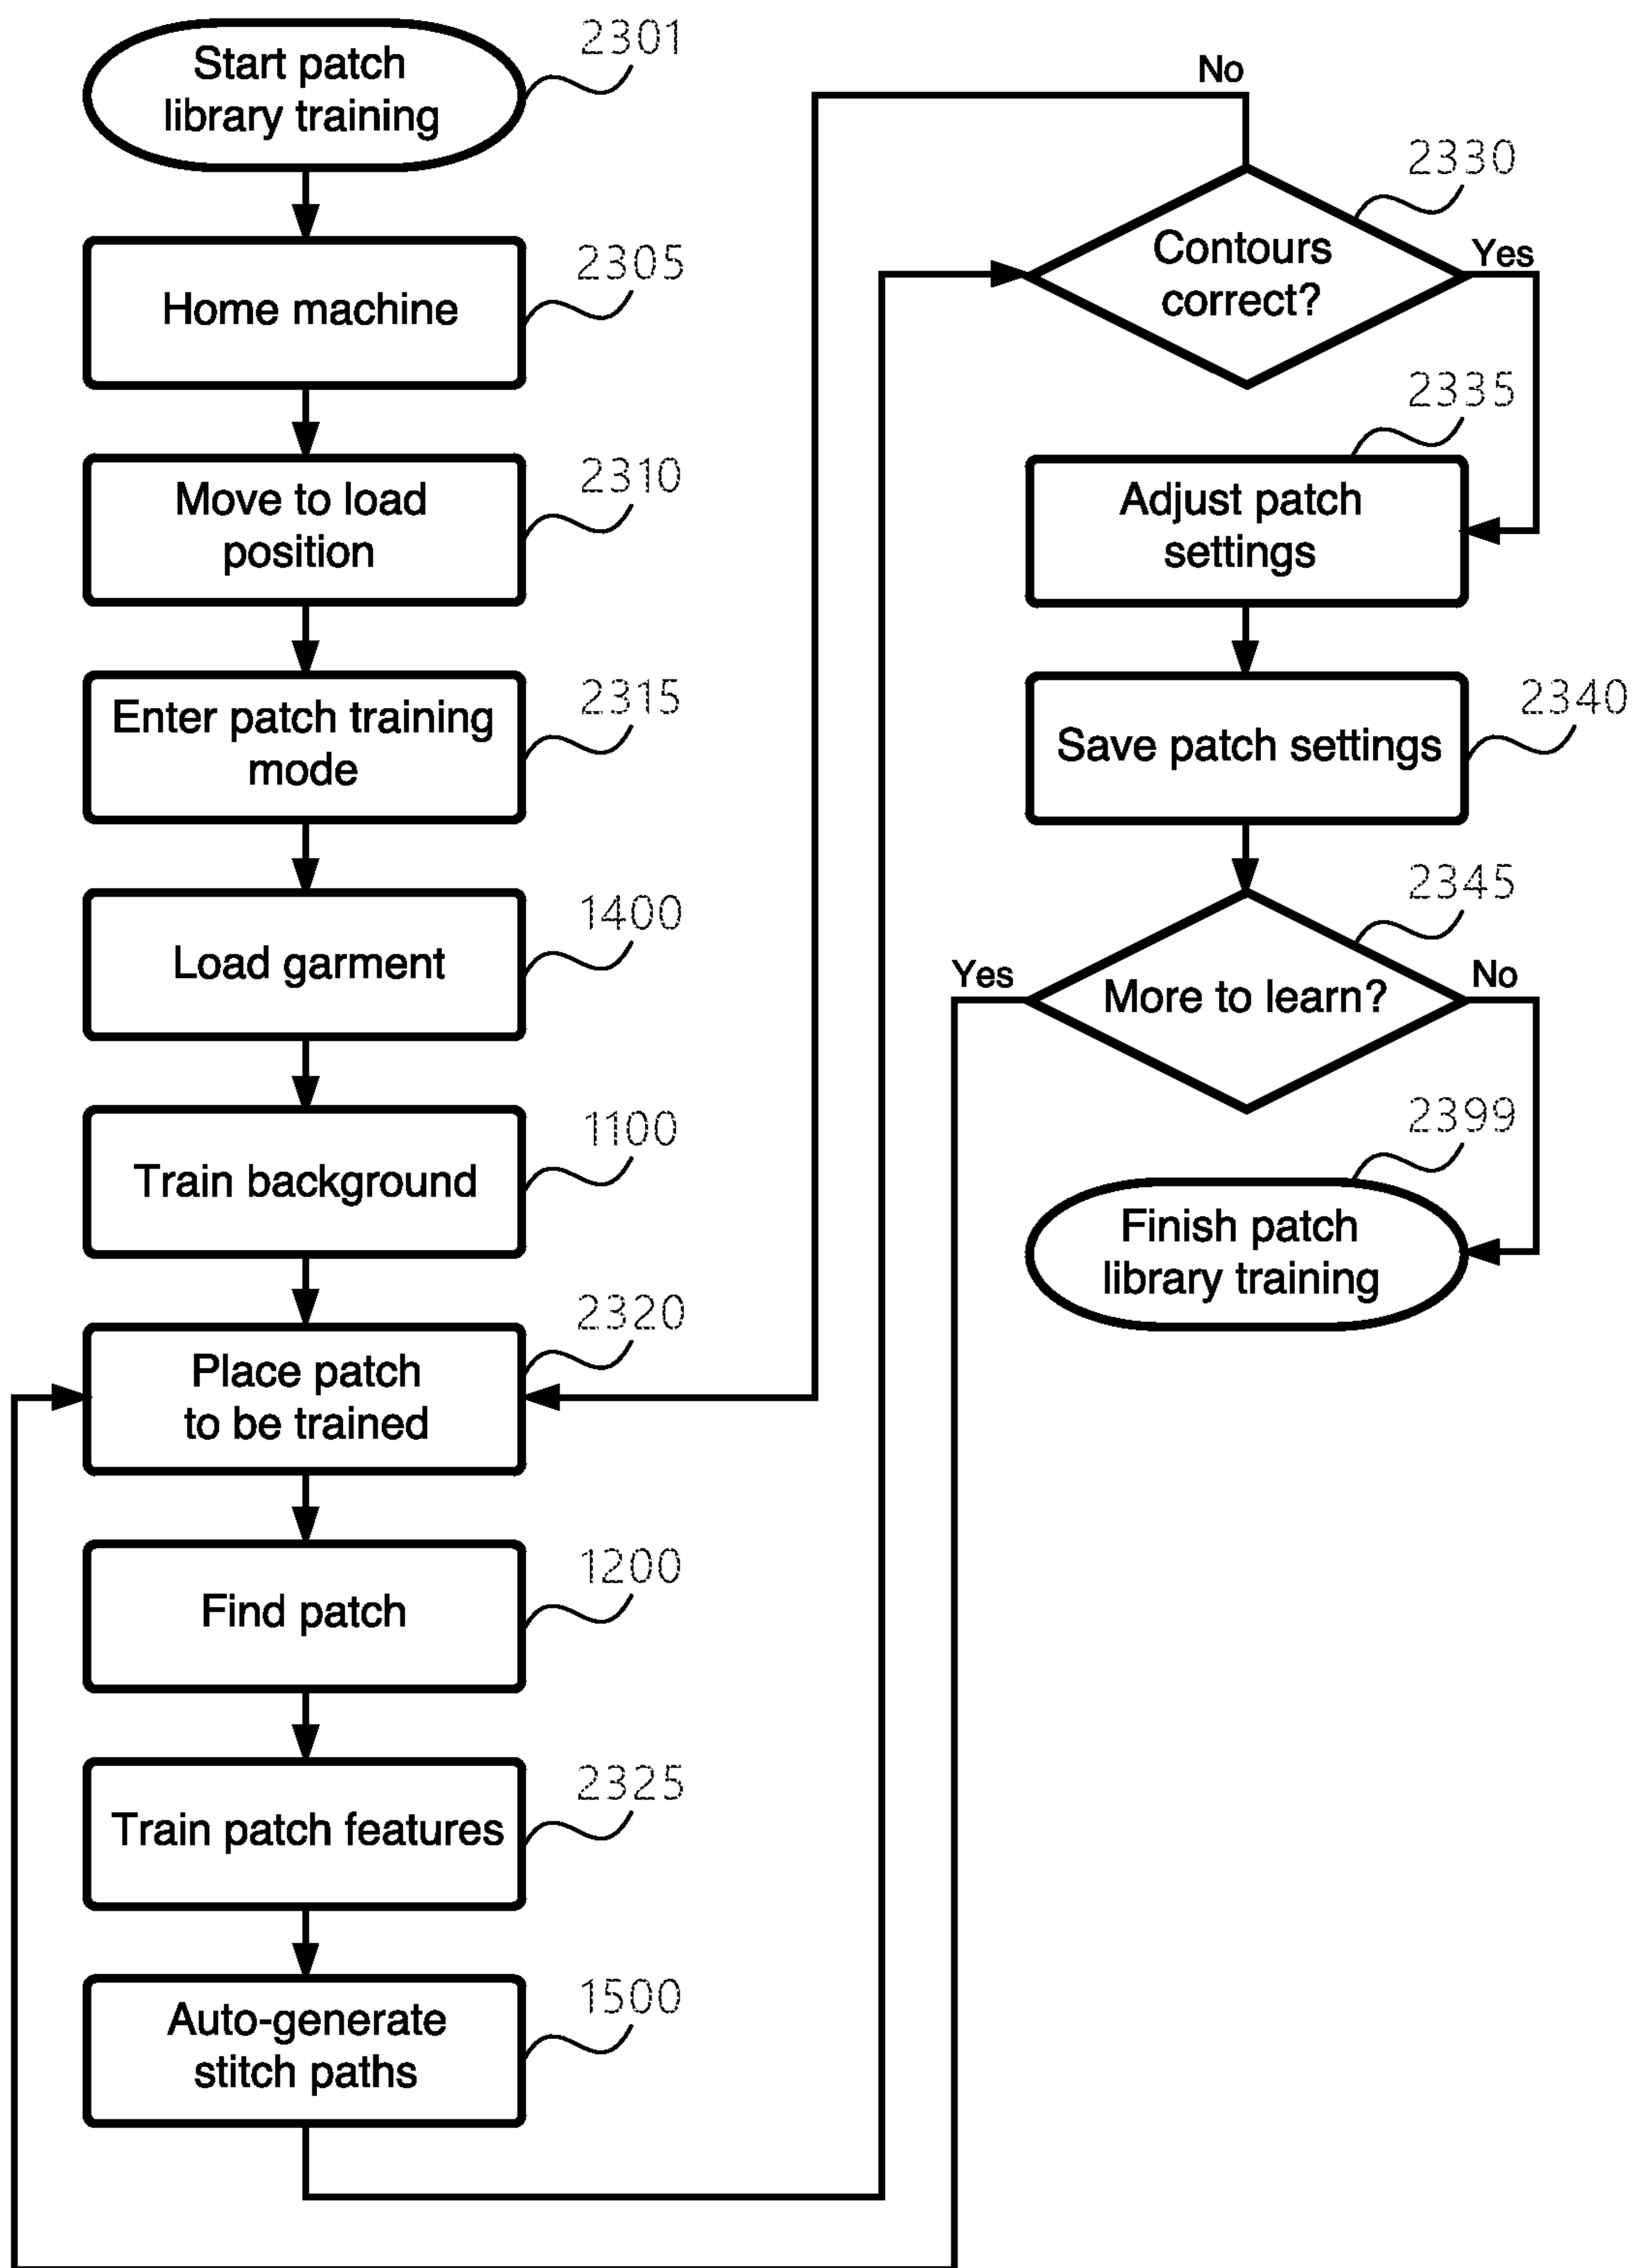 Start patch
library training
2301
Home machine
2305
Move to load
position
2310
Enter patch training
mode
2315
Load garment
1400
Train background
1100
Place patch
to be trained
2320
Find patch
1200
Train patch features
2325
Auto-generate
stitch paths
1500
No
2330
Contours
correct?
Yes
2335
Adjust patch
settings
2340
Save patch settings
2345
Yes
More to learn?
No
2399
Finish patch
library training